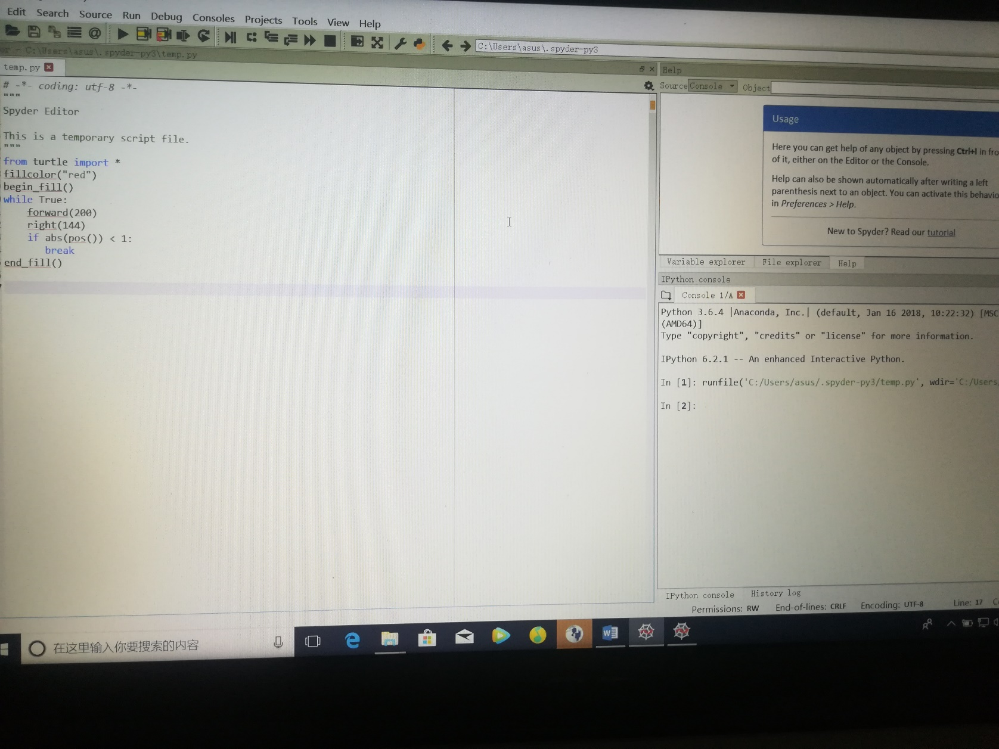 Edit Search Source Run Debug Consoles Projects Tools View Help
C:\Users\asus\.spyder-py3
C:\Users\asus\.spyder-py3\temp.py
temp.py
# -*- coding: utf-8 -*-
"""
Spyder Editor
This is a temporary script file.
"""
from turtle import *
fillcolor("red")
begin_fill()
while True:
    forward(200)
    right(144)
    if abs(pos()) < 1:
       break
end_fill()
Help
Source Console Object
Usage
Here you can get help of any object by pressing Ctrl+I in
of it, either on the Editor or the Console.
Help can also be shown automatically after writing a left
parenthesis next to an object. You can activate this
in Preferences > Help.
New to Spyder? Read our tutorial
Variable explorer File explorer Help
IPython console
Console 1/A
Python 3.6.4 |Anaconda, Inc.| (default, Jan 16 2018, 10:22:32) [MSC
(AMD64)]
Type "copyright", "credits" or "license" for more information.
IPython 6.2.1 -- An enhanced Interactive Python.
In [1]: runfile('C:/Users/asus/.spyder-py3/temp.py', wdir='C:/Users
In [2]:
IPython console History log
Permissions: RW End-of-lines: CRLF Encoding: UTF-8 Line: 17
在这里输入你要搜索的内容